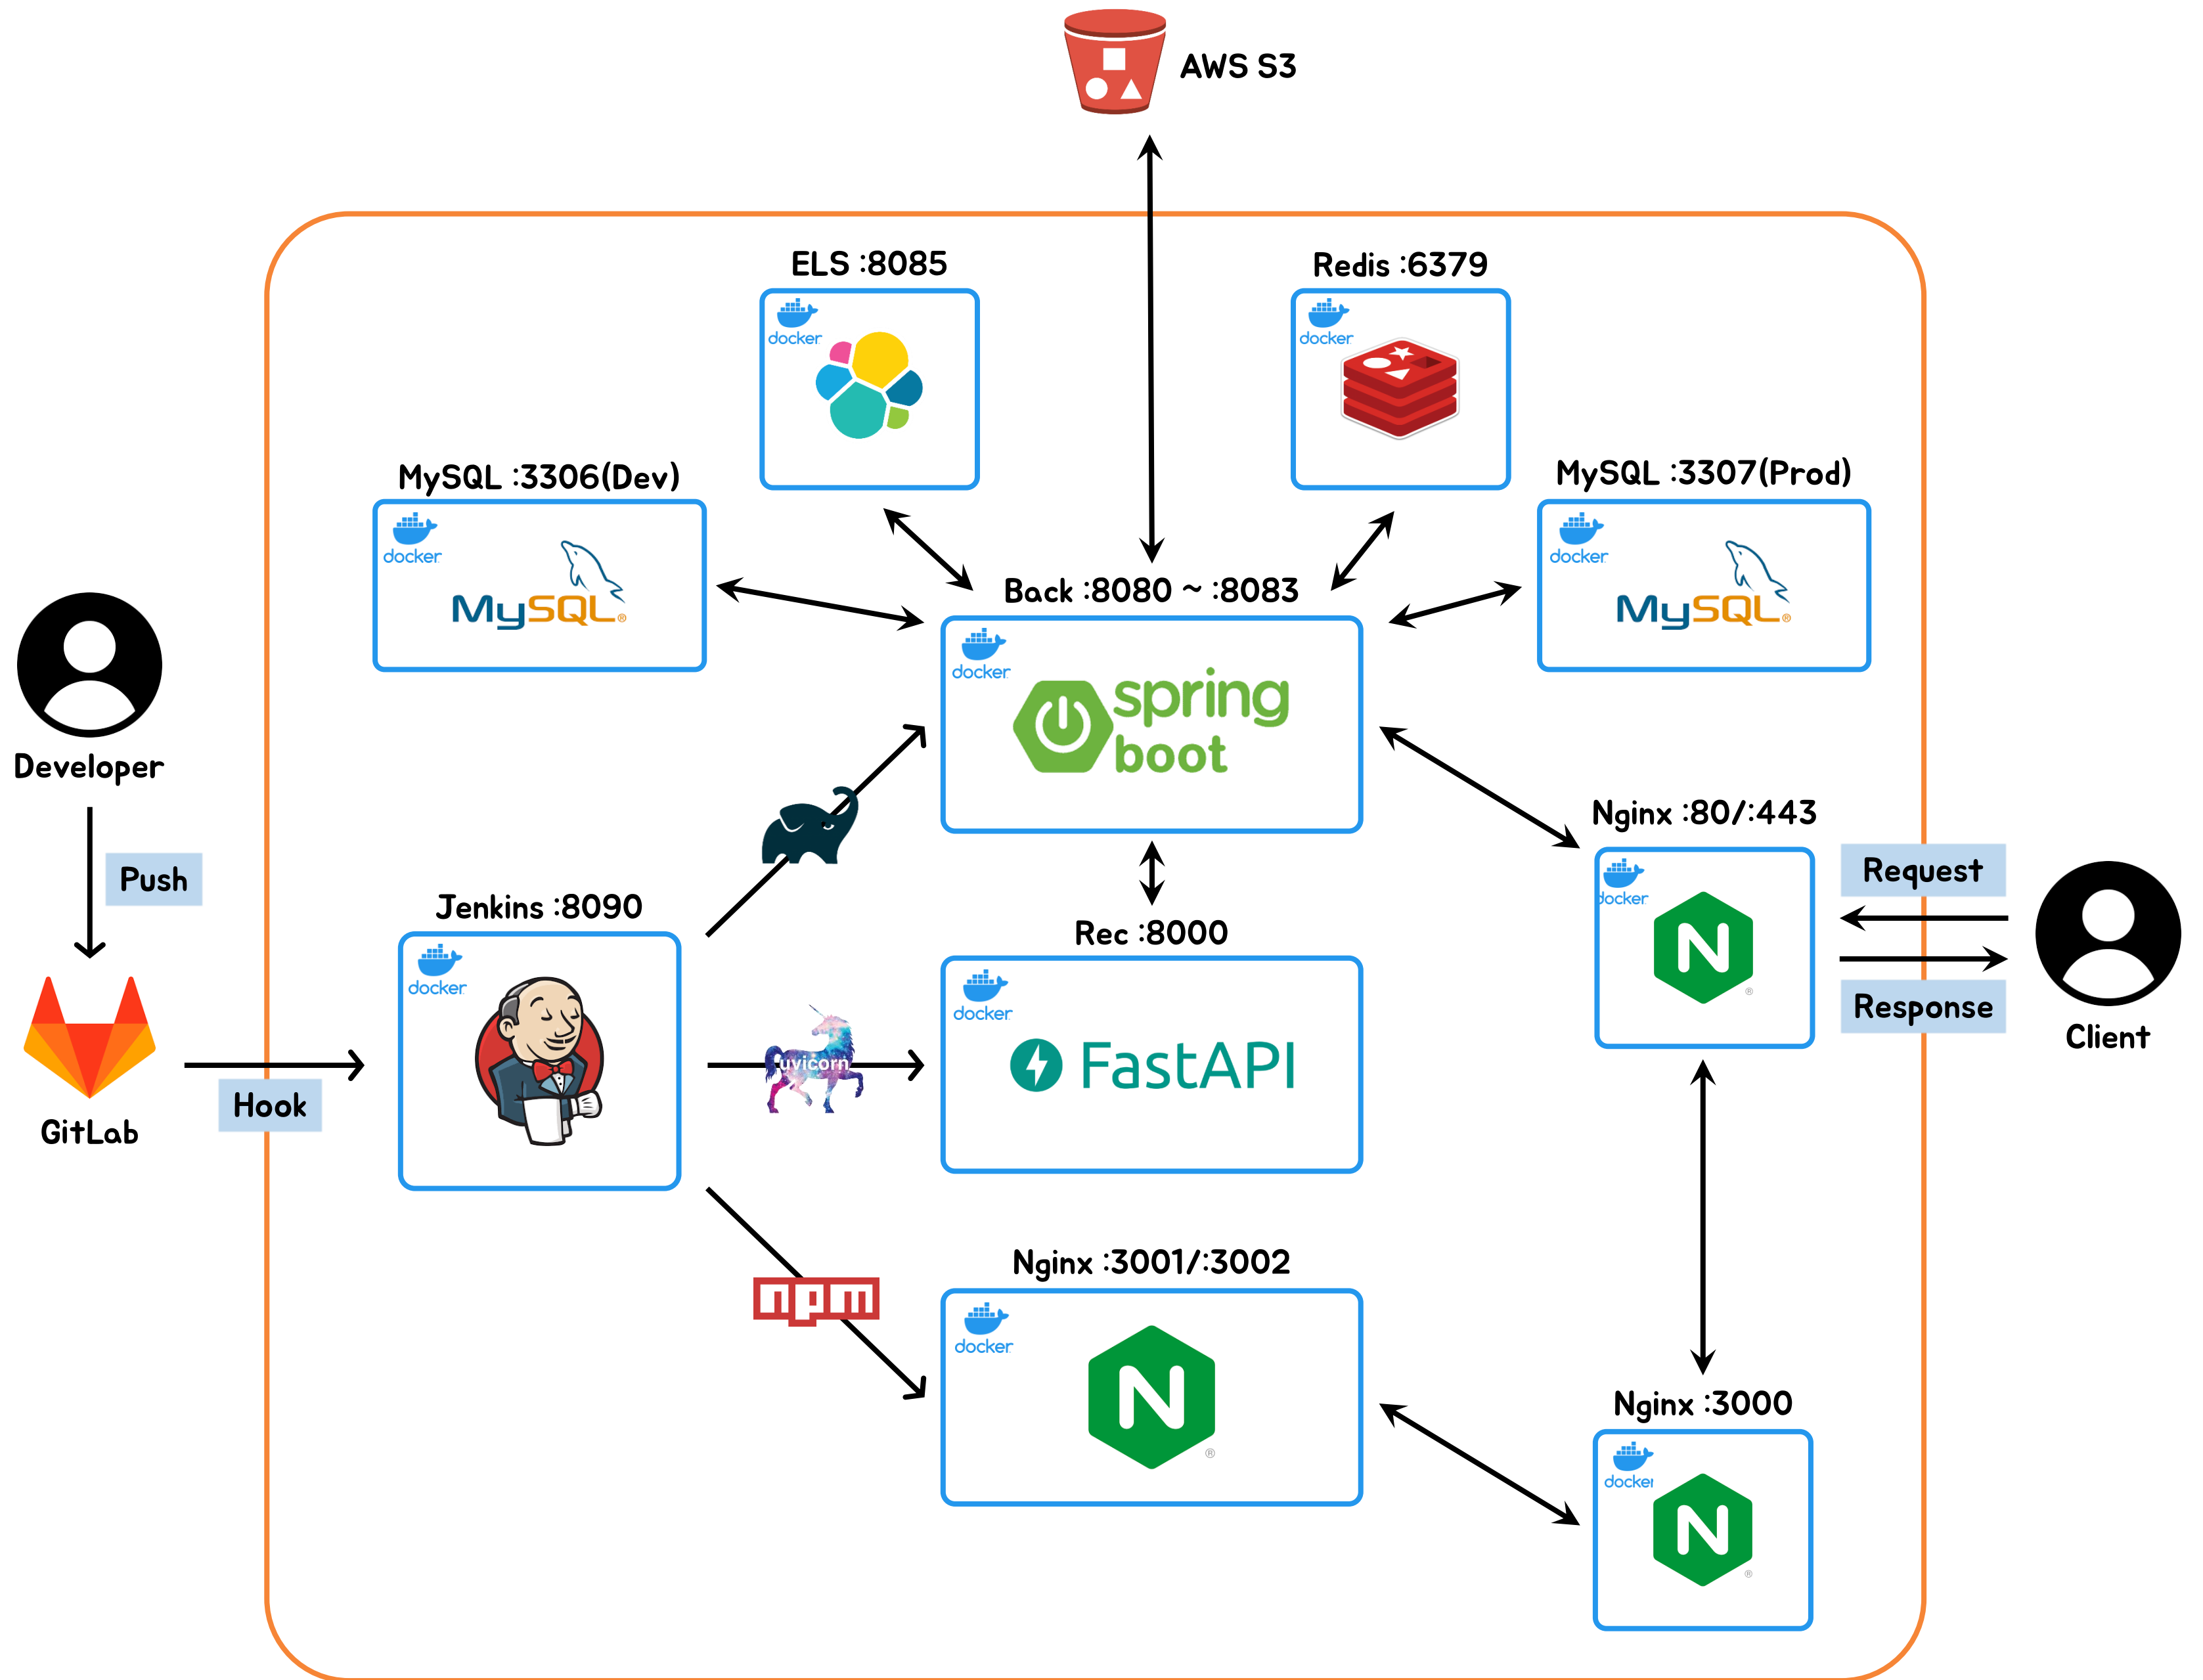 AWS S3
ELS :8085
docker
Redis :6379
docker
MySQL :3306(Dev)
docker
MySQL®
MySQL :3307(Prod)
docker
MySQL®
Back :8080 ~ :8083
docker
spring
boot
Developer
Push
GitLab
Hook
Jenkins :8090
docker
uvicorn
npm
Rec :8000
docker
FastAPI
Nginx :80/:443
docker
N
®
Request
Response
Client
Nginx :3001/:3002
docker
N
®
Nginx :3000
docker
N
®